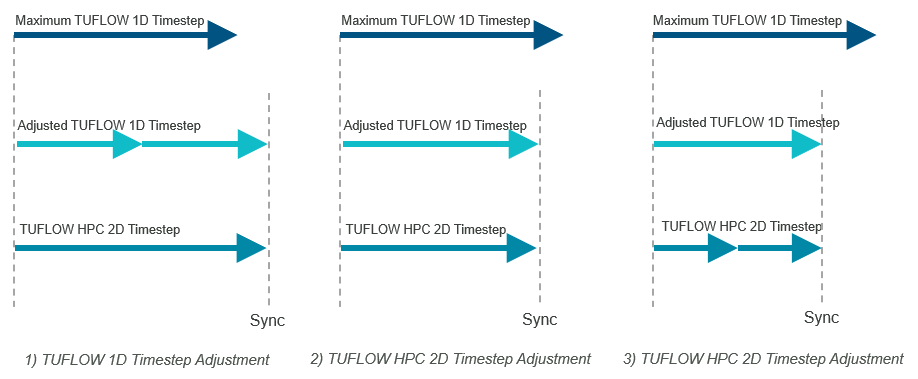 Maximum TUFLOW 1D Timestep
Adjusted TUFLOW 1D Timestep
TUFLOW HPC 2D Timestep
Sync
1) TUFLOW 1D Timestep Adjustment
Maximum TUFLOW 1D Timestep
Adjusted TUFLOW 1D Timestep
TUFLOW HPC 2D Timestep
Sync
2) TUFLOW HPC 2D Timestep Adjustment
Maximum TUFLOW 1D Timestep
Adjusted TUFLOW 1D Timestep
TUFLOW HPC 2D Timestep
Sync
3) TUFLOW HPC 2D Timestep Adjustment